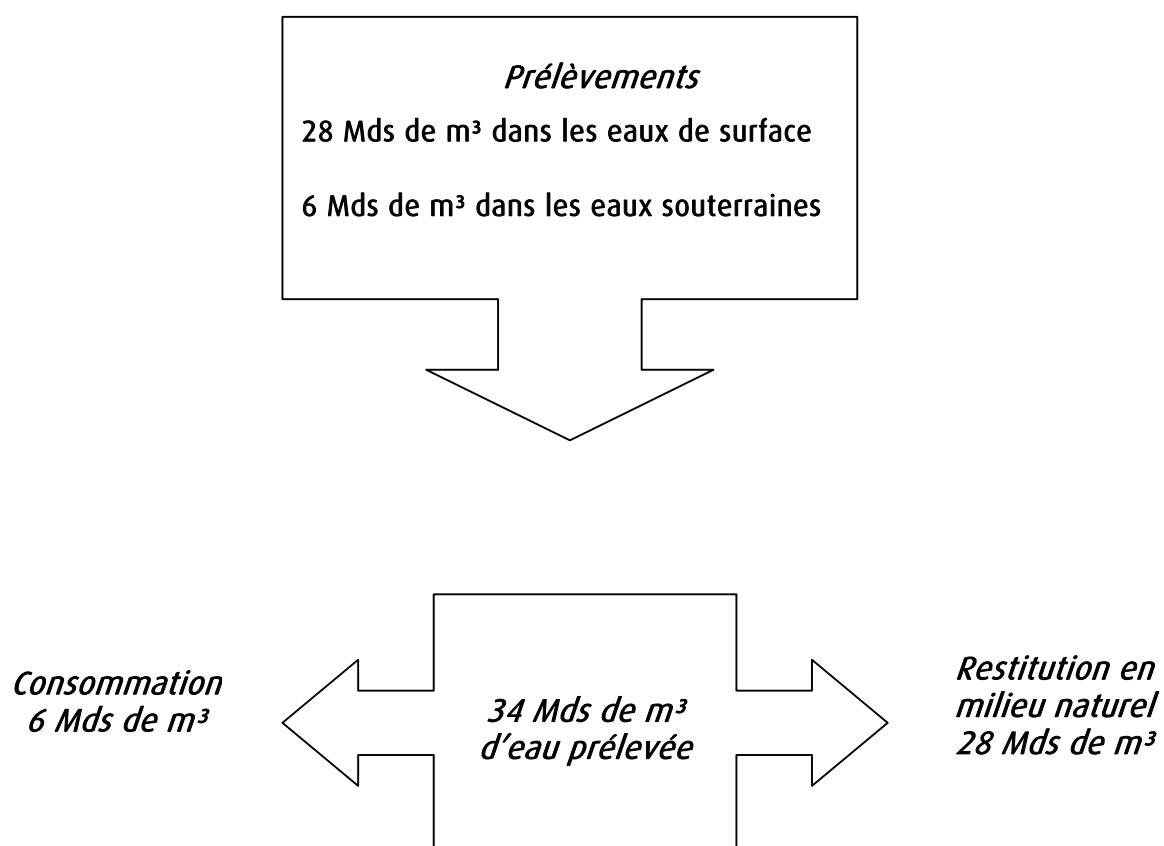 Prélèvements
28 Mds de m³ dans les eaux de surface
6 Mds de m³ dans les eaux souterraines
Consommation
6 Mds de m³
34 Mds de m³
d’eau prélevée
Restitution en
milieu naturel
28 Mds de m³